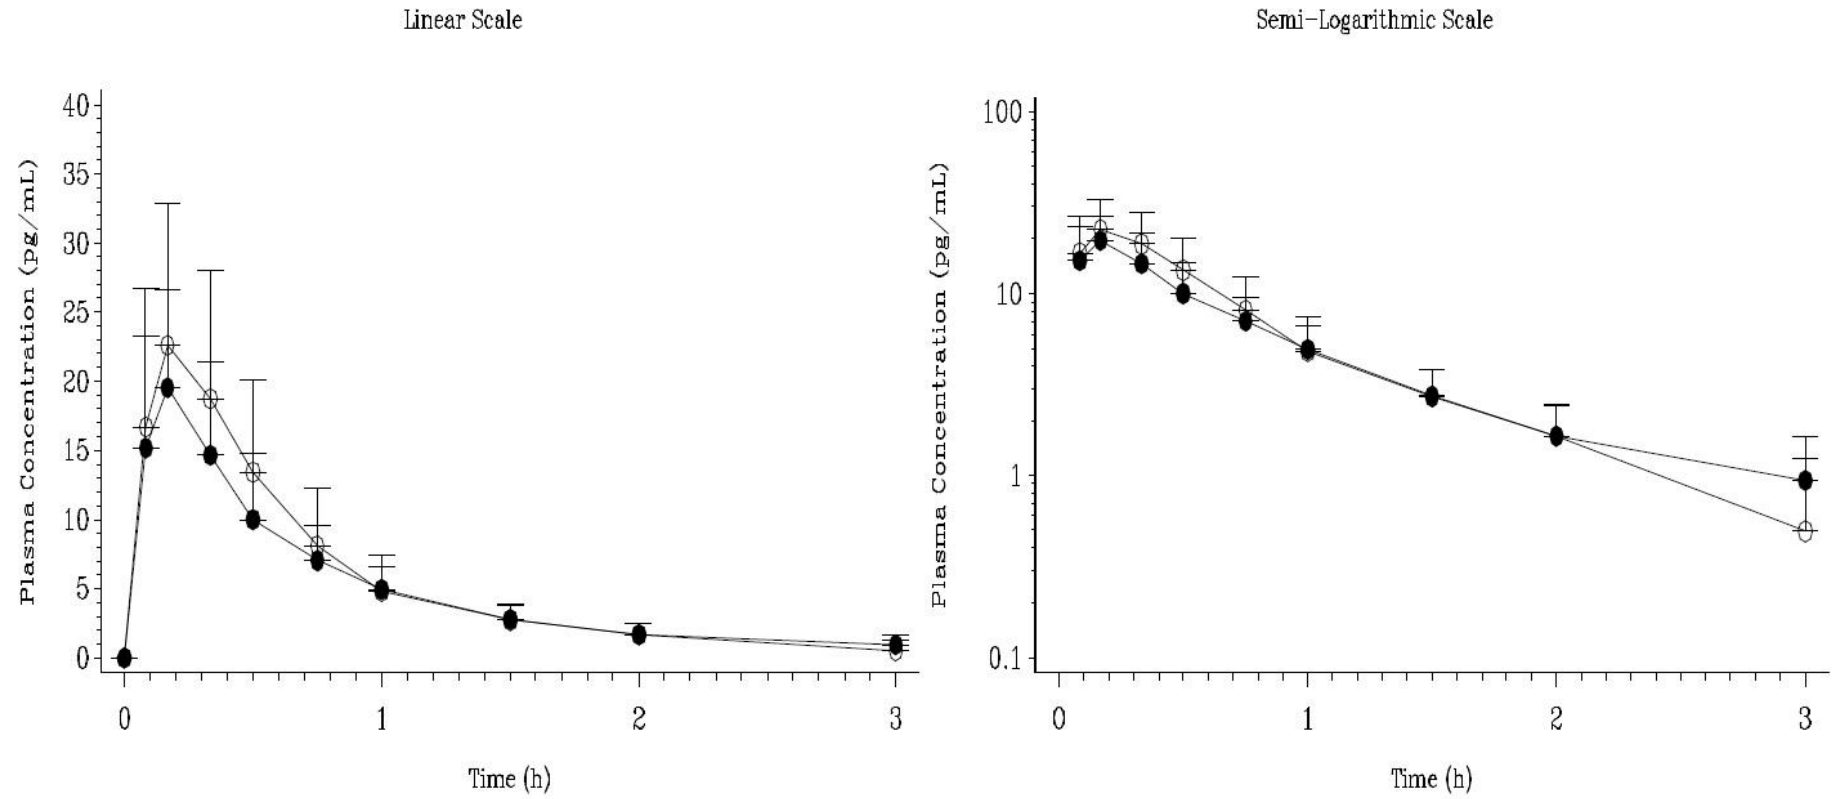 Linear Scale
Plasma Concentration (pg/mL)
40
35
30
25
20
15
10
5
0
0 1 2 3
Time (h)
Semi-Logarithmic Scale
Plasma Concentration (pg/mL)
100
10
1
0.1
0 1 2 3
Time (h)